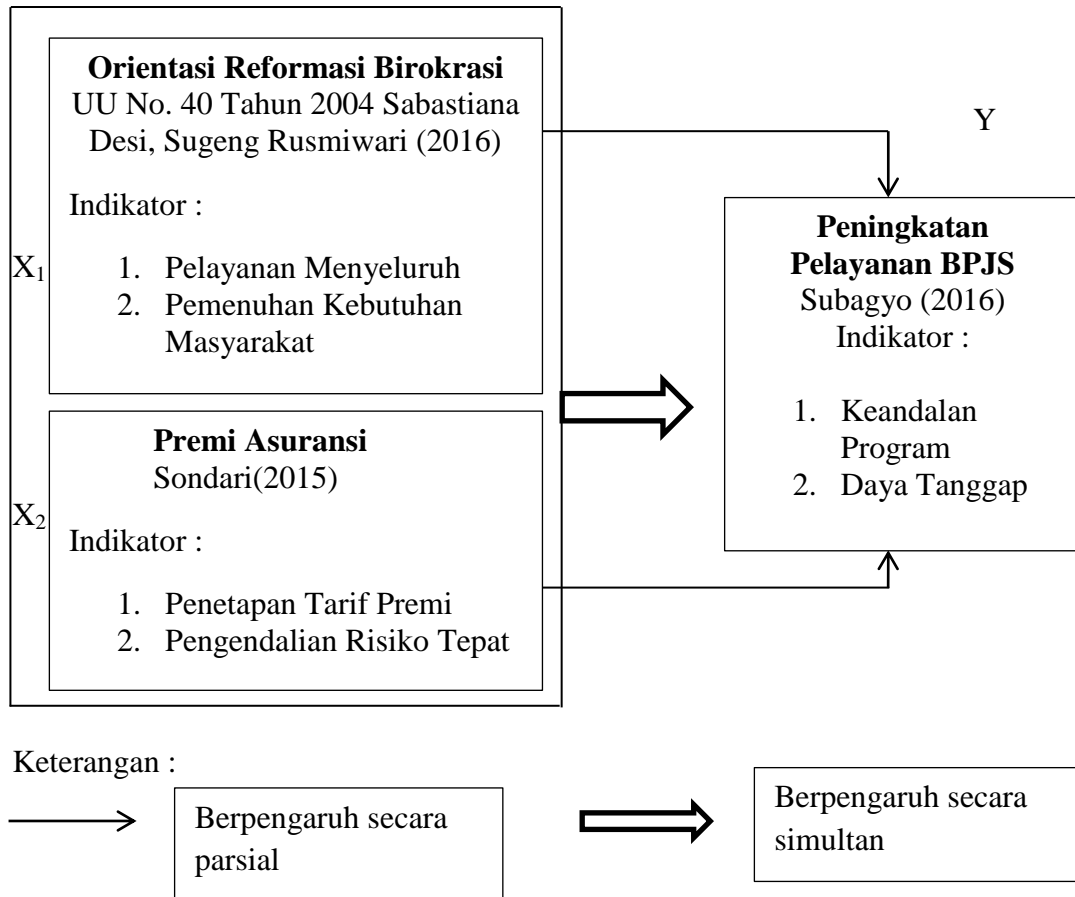 Orientasi Reformasi Birokrasi
UU No. 40 Tahun 2004 Sabastiana
Desi, Sugeng Rusmiwari (2016)
Indikator :
X₁
1. Pelayanan Menyeluruh
2. Pemenuhan Kebutuhan
Masyarakat
Premi Asuransi
Sondari(2015)
X₂
Indikator :
1. Penetapan Tarif Premi
2. Pengendalian Risiko Tepat
Y
Peningkatan
Pelayanan BPJS
Subagyo (2016)
Indikator :
1. Keandalan
Program
2. Daya Tanggap
Keterangan :
Berpengaruh secara
parsial
Berpengaruh secara
simultan